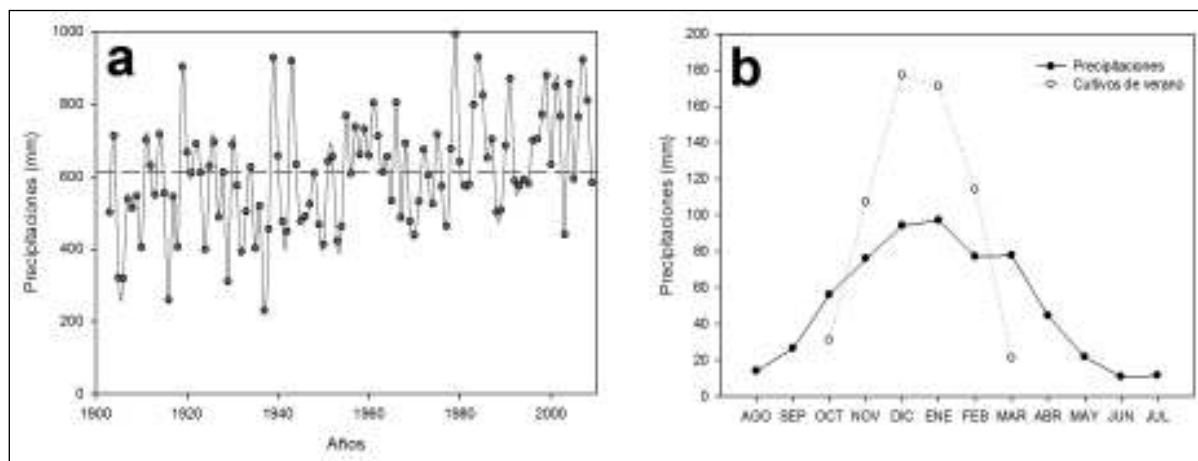 a
1000
800
600
400
200
0
Precipitaciones (mm)
1900 1920 1940 1960 1980 2000
Años
b
200
180
160
140
120
100
80
60
40
20
0
Precipitaciones (mm)
Precipitaciones
Cultivos de verano
AGO SEP OCT NOV DIC ENE FEB MAR ABR MAY JUN JUL